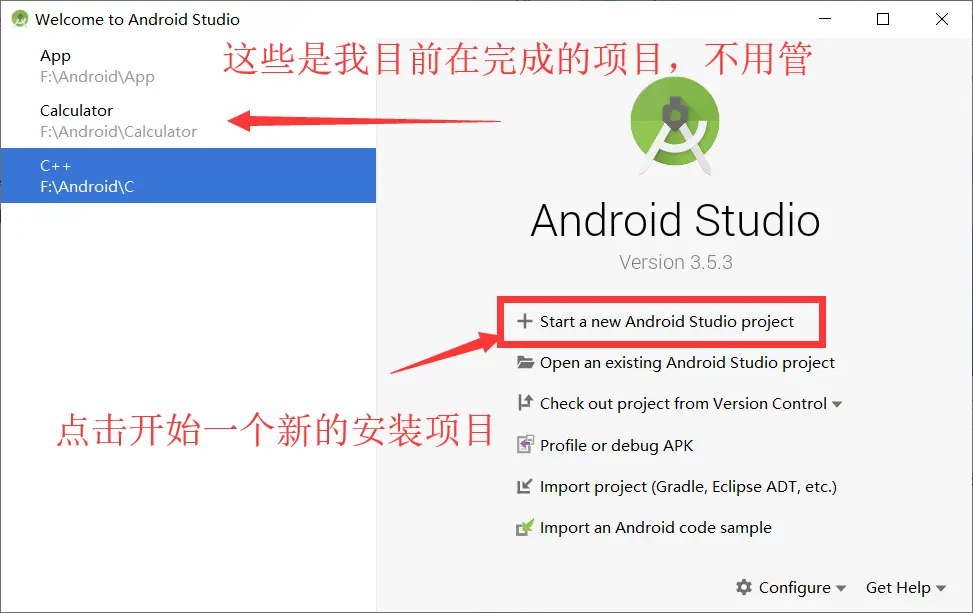 Welcome to Android Studio
App
F:\Android\App
这些是我目前在完成的项目，不用管
Calculator
F:\Android\Calculator
C++
F:\Android\C
Android Studio
Version 3.5.3
Start a new Android Studio project
Open an existing Android Studio project
点击开始一个新的安装项目
Check out project from Version Control
Profile or debug APK
Import project (Gradle, Eclipse ADT, etc.)
Import an Android code sample
Configure
Get Help